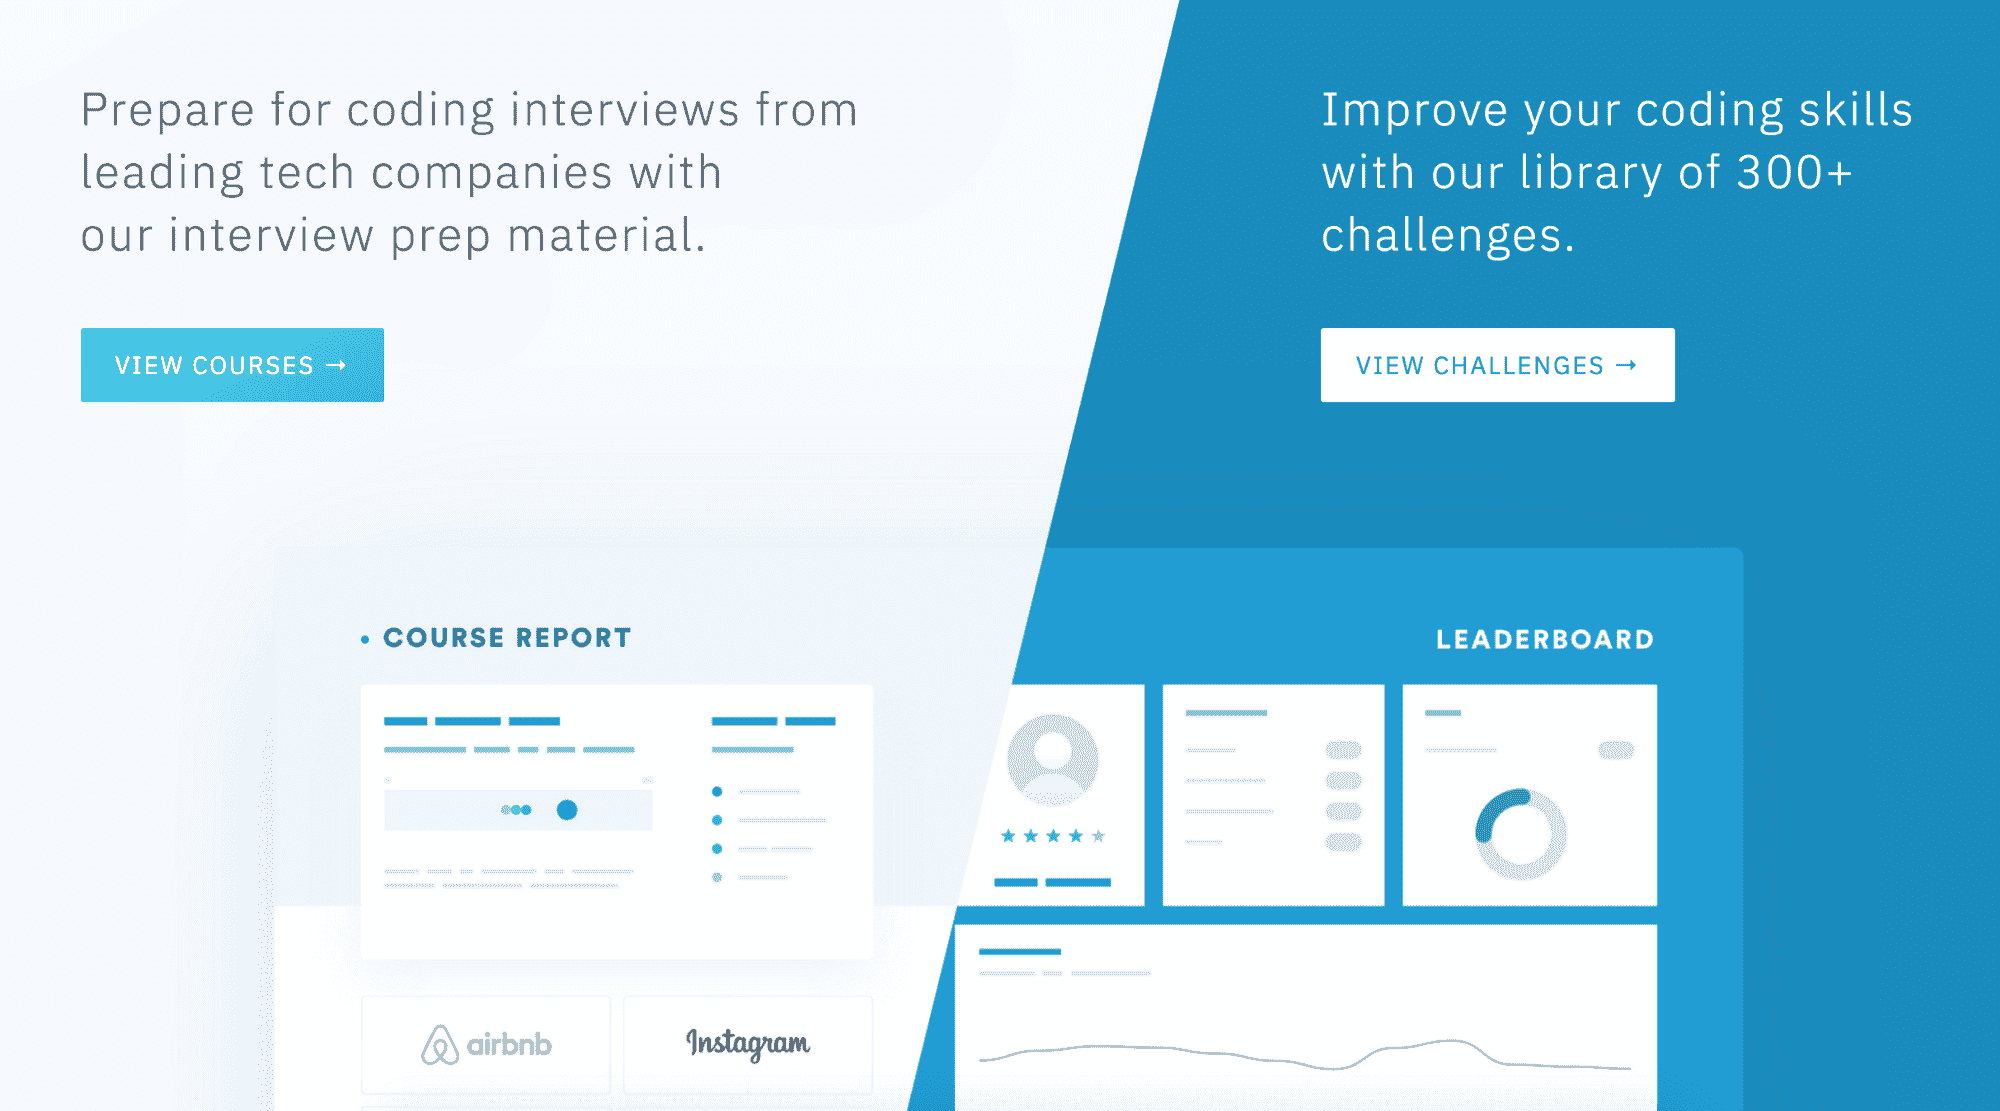 Prepare for coding interviews from
leading tech companies with
our interview prep material.
VIEW COURSES →
Improve your coding skills
with our library of 300+
challenges.
VIEW CHALLENGES →
• COURSE REPORT
LEADERBOARD
airbnb
Instagram